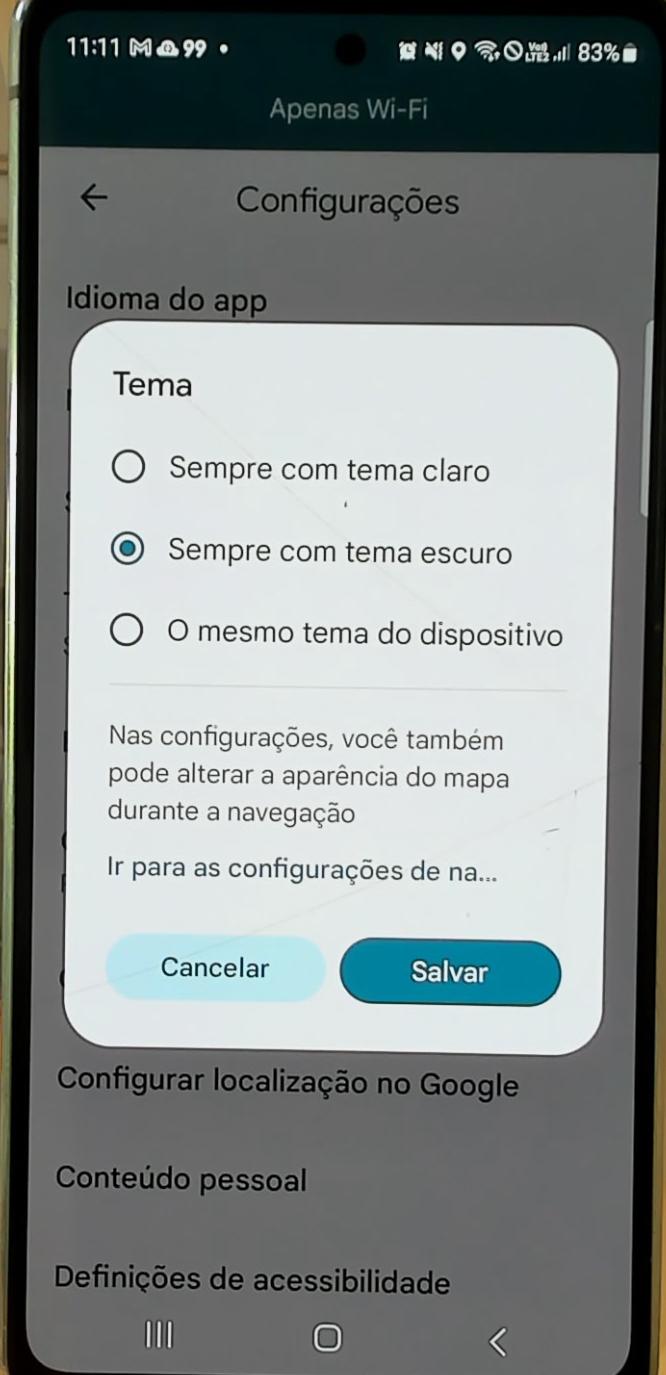 11:11 99
83%
Apenas Wi-Fi
Configurações
Idioma do app
Tema
Sempre com tema claro
Sempre com tema escuro
O mesmo tema do dispositivo
Nas configurações, você também
pode alterar a aparência do mapa
durante a navegação
Ir para as configurações de na...
Cancelar
Salvar
Configurar localização no Google
Conteúdo pessoal
Definições de acessibilidade